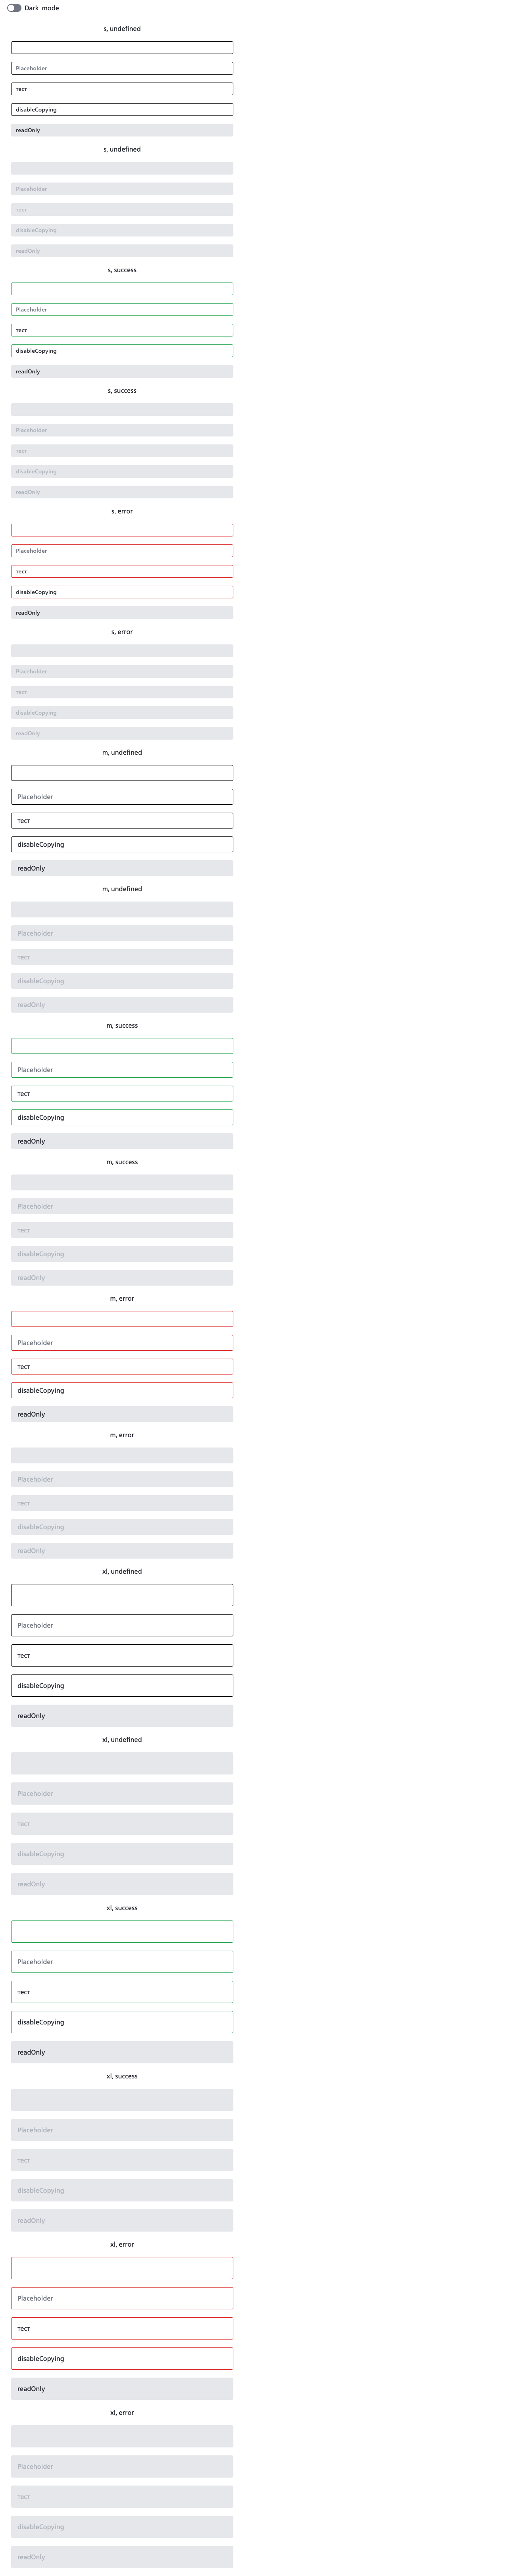 Dark_mode
s, undefined
Placeholder
тест
disableCopying
readOnly
s, undefined
Placeholder
тест
disableCopying
readOnly
s, success
Placeholder
тест
disableCopying
readOnly
s, success
Placeholder
тест
disableCopying
readOnly
s, error
Placeholder
тест
disableCopying
readOnly
s, error
Placeholder
тест
disableCopying
readOnly
m, undefined
Placeholder
тест
disableCopying
readOnly
m, undefined
Placeholder
тест
disableCopying
readOnly
m, success
Placeholder
тест
disableCopying
readOnly
m, success
Placeholder
тест
disableCopying
readOnly
m, error
Placeholder
тест
disableCopying
readOnly
m, error
Placeholder
тест
disableCopying
readOnly
xl, undefined
Placeholder
тест
disableCopying
readOnly
xl, undefined
Placeholder
тест
disableCopying
readOnly
xl, success
Placeholder
тест
disableCopying
readOnly
xl, success
Placeholder
тест
disableCopying
readOnly
xl, error
Placeholder
тест
disableCopying
readOnly
xl, error
Placeholder
тест
disableCopying
readOnly